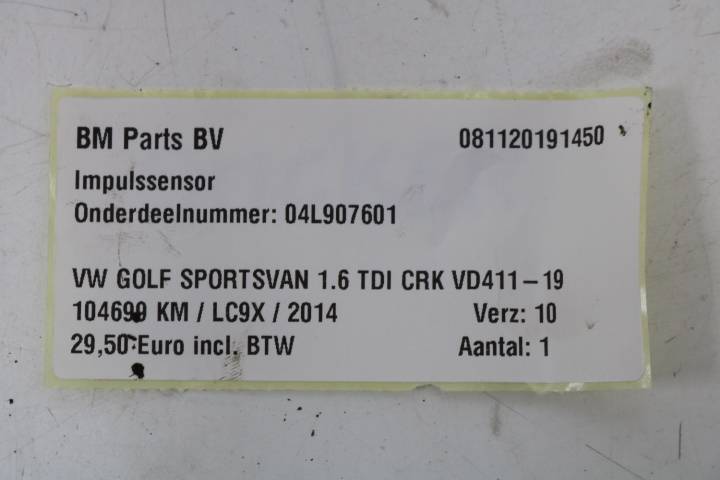 BM Parts BV 081120191450
Impulssensor
Onderdeelnummer: 04L907601
VW GOLF SPORTSVAN 1.6 TDI CRK VD411-19
104699 KM / LC9X / 2014 Verz: 10
29,50 Euro incl. BTW Aantal: 1